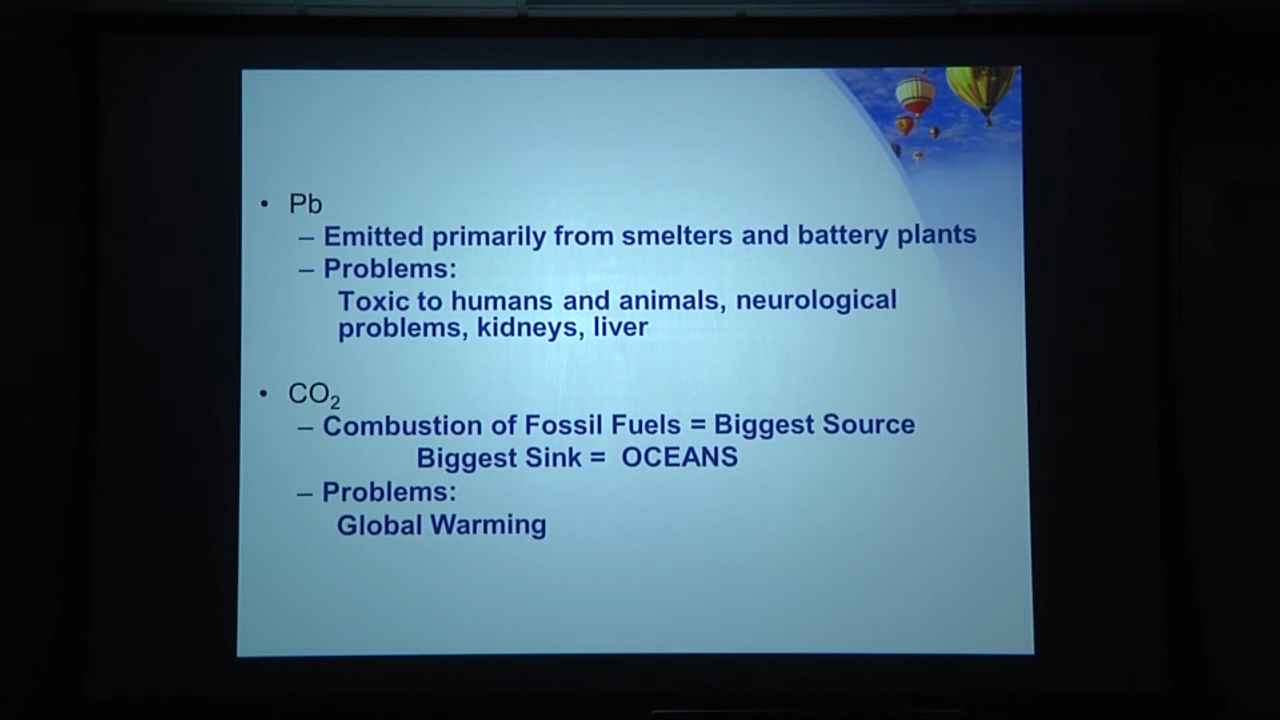 • Pb
– Emitted primarily from smelters and battery plants
– Problems:
Toxic to humans and animals, neurological
problems, kidneys, liver
• CO₂
– Combustion of Fossil Fuels = Biggest Source
Biggest Sink = OCEANS
– Problems:
Global Warming